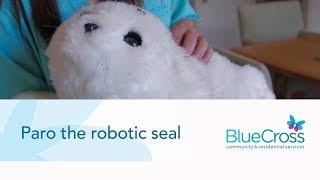 Paro the robotic seal
BlueCross
community & residential services